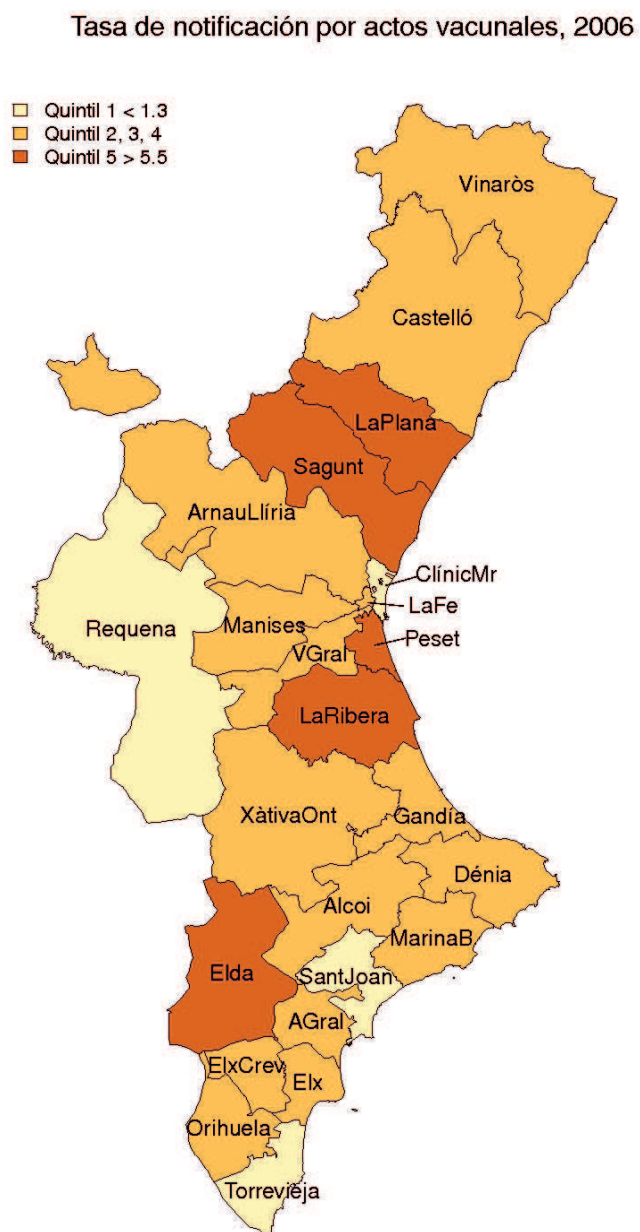 Tasa de notificación por actos vacunales, 2006
Quintil 1 < 1.3
Quintil 2, 3, 4
Quintil 5 > 5.5
Vinaròs
Castelló
LaPlana
Sagunt
ArnauLlíria
ClínicMr
LaFe
Requena
Manises
Peset
VGral
LaRibera
XàtivaOnt
Gandía
Dénia
Alcoi
MarinaB
Elda
SantJoan
AGral
ElxCrev
Elx
Orihuela
Torrevieja